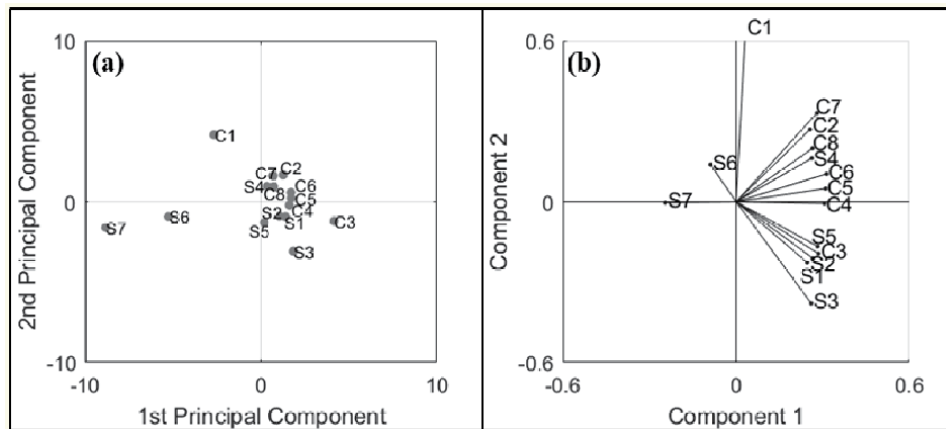 10
(a)
C1
C7 C2
S4 C6
C8 C5
S2 C4
S7 S6 S5 S1 C3
S3
0
-10
-10 0 10
2nd Principal Component
1st Principal Component
C1
0.6
(b)
C7
C2
C8
S6 S4
C6
C5
S7 C4
0
S5
C3
S2
S1
S3
-0.6
-0.6 0 0.6
Component 2
Component 1